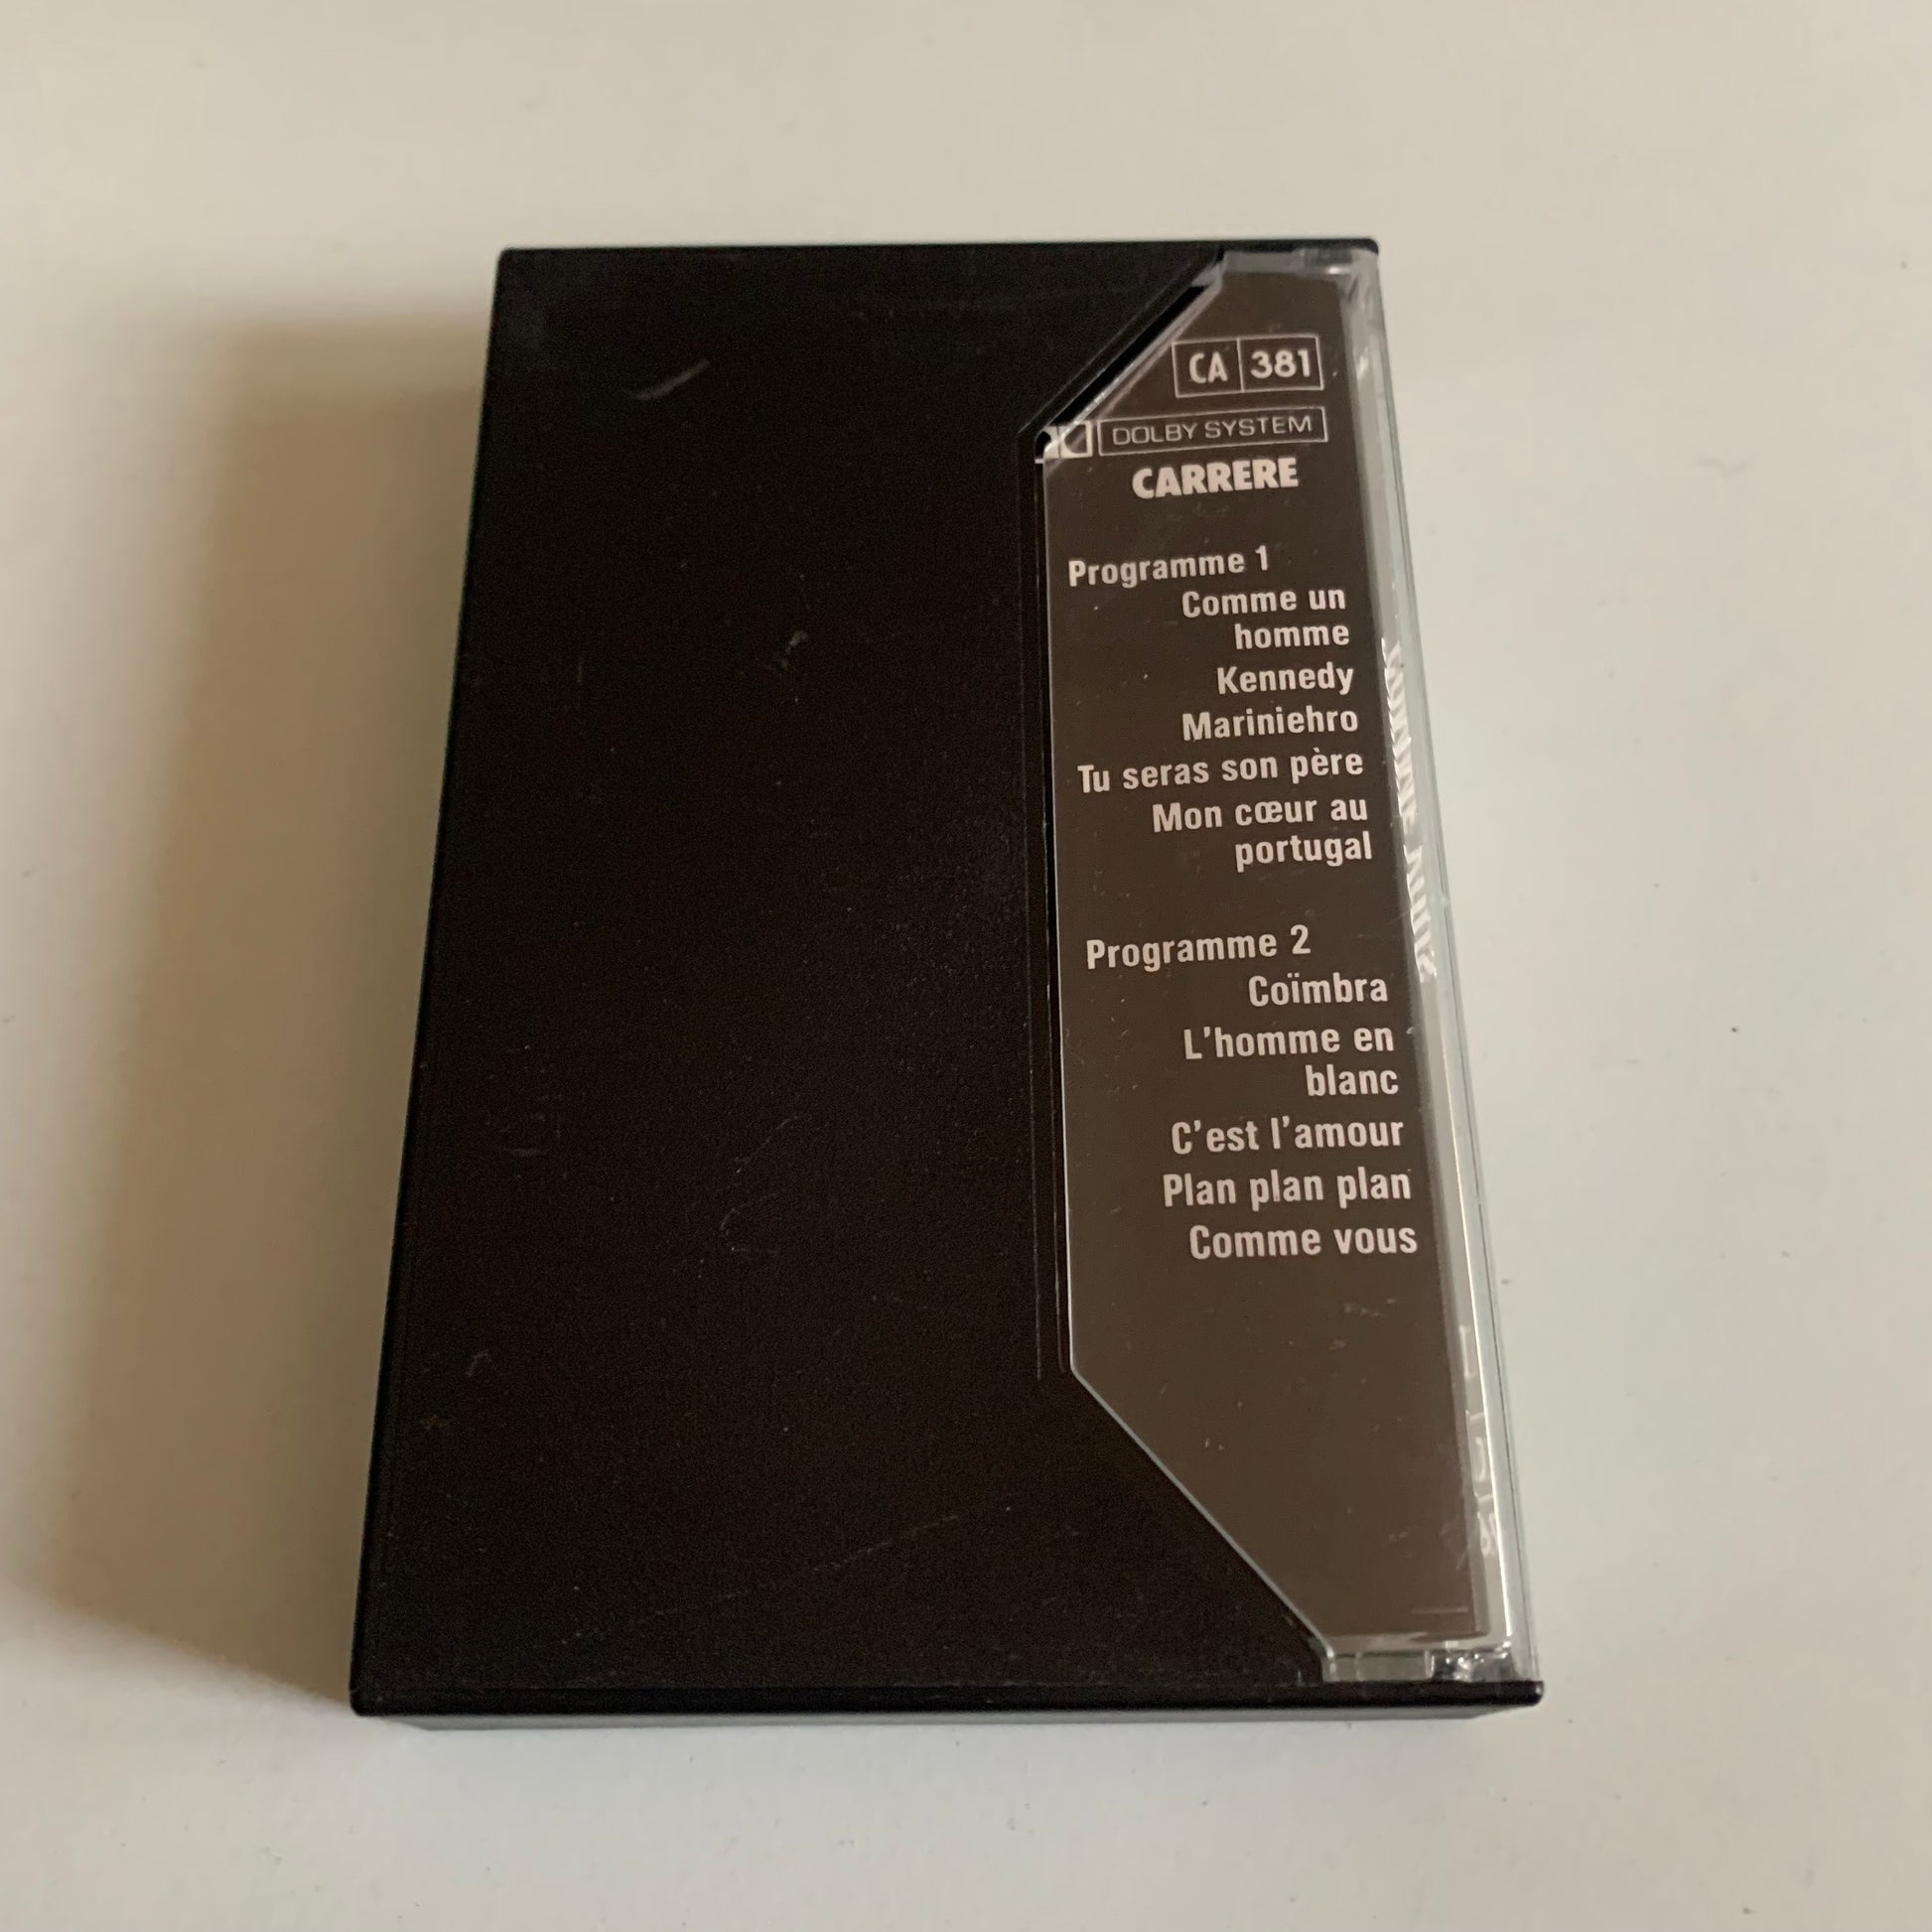 CA 381
DOLBY SYSTEM
CARRERE
Programme 1
Comme un
homme
Kennedy
Mariniehro
Tu seras son père
Mon cœur au
portugal
Programme 2
Coïmbra
L'homme en
blanc
C'est l'amour
Plan plan plan
Comme vous